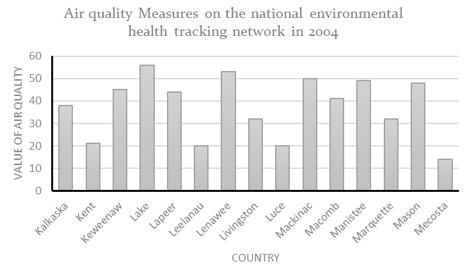 Air quality Measures on the national environmental
health tracking network in 2004
VALUE OF AIR QUALITY
60
50
40
30
20
10
0
Kalkaska
Kent
Keweenaw
Lake
Lapeer
Leelanau
Lenawee
Livingston
Luce
Mackinac
Macomb
Manistee
Marquette
Mason
Mecosta
COUNTRY